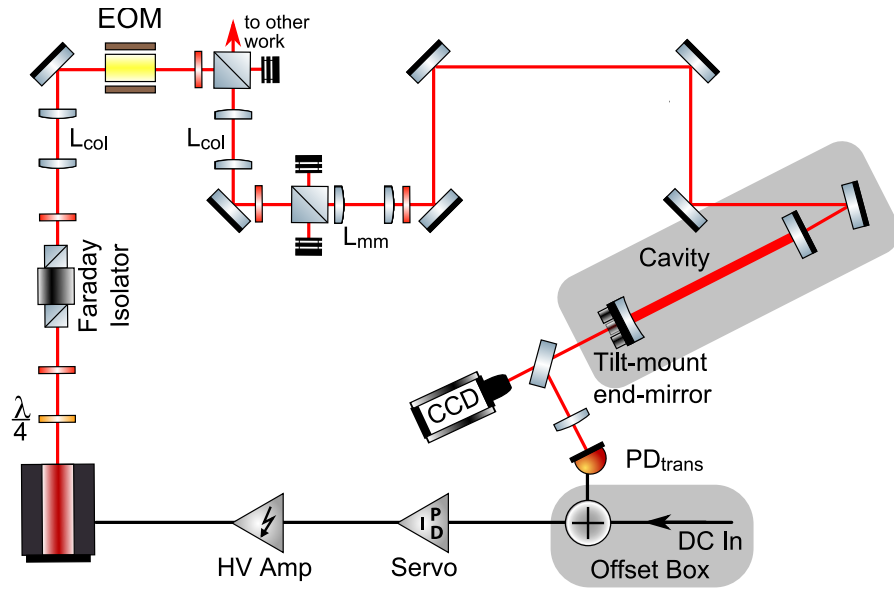 EOM
to other
work
L_col
L_col
L_mm
Faraday
Isolator
Cavity
Tilt-mount
end-mirror
λ/4
CCD
PD_trans
P
I D
DC In
HV Amp
Servo
Offset Box